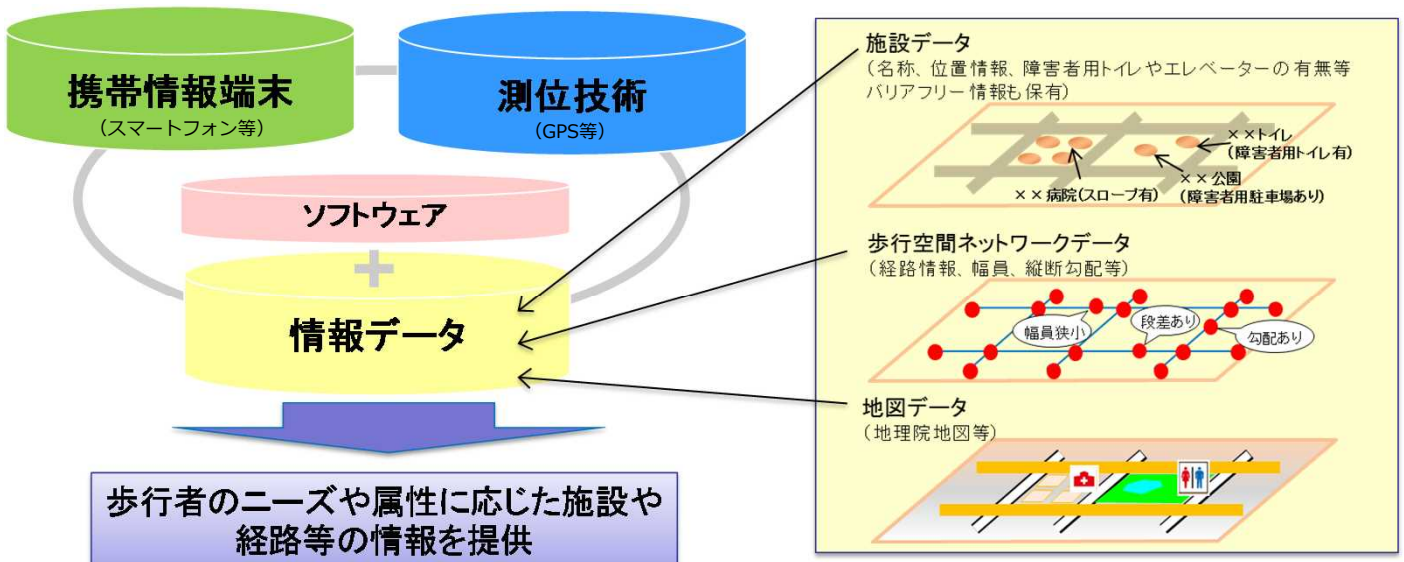 携帯情報端末
(スマートフォン等)
測位技術
(GPS等)
ソフトウェア
+
情報データ
歩行者のニーズや属性に応じた施設や
経路等の情報を提供
施設データ
(名称、位置情報、障害者用トイレやエレベーターの有無等
バリアフリー情報も保有)
××トイレ
(障害者用トイレ有)
××公園
(障害者用駐車場あり)
××病院(スロープ有)
歩行空間ネットワークデータ
(経路情報、幅員、縦断勾配等)
幅員狭小
段差あり
勾配あり
地図データ
(地理院地図等)